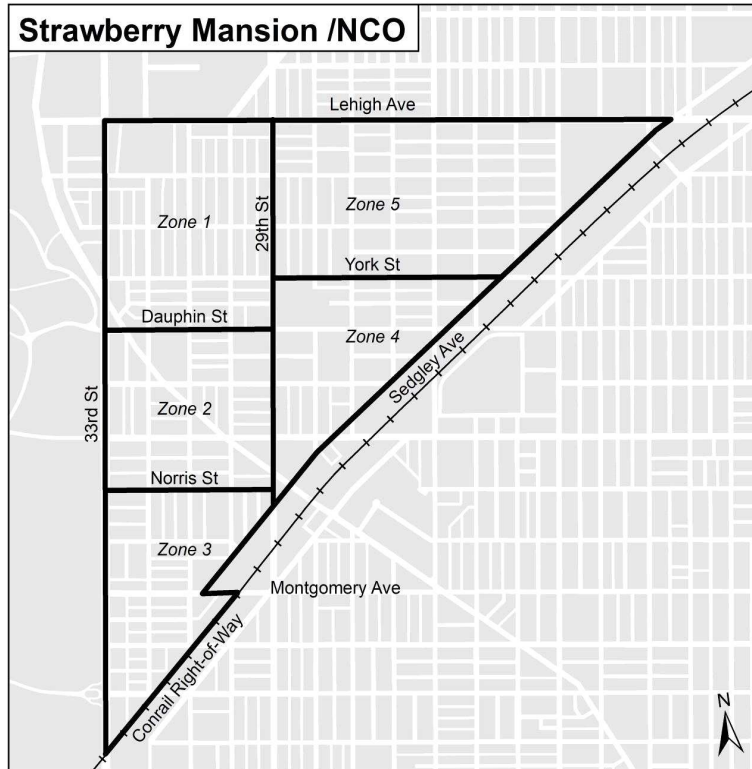 Strawberry Mansion /NCO
Lehigh Ave
Zone 1
29th St
Zone 5
York St
Dauphin St
Zone 4
Sedgley Ave
33rd St
Zone 2
Norris St
Zone 3
Montgomery Ave
Conrail Right-of-Way
N